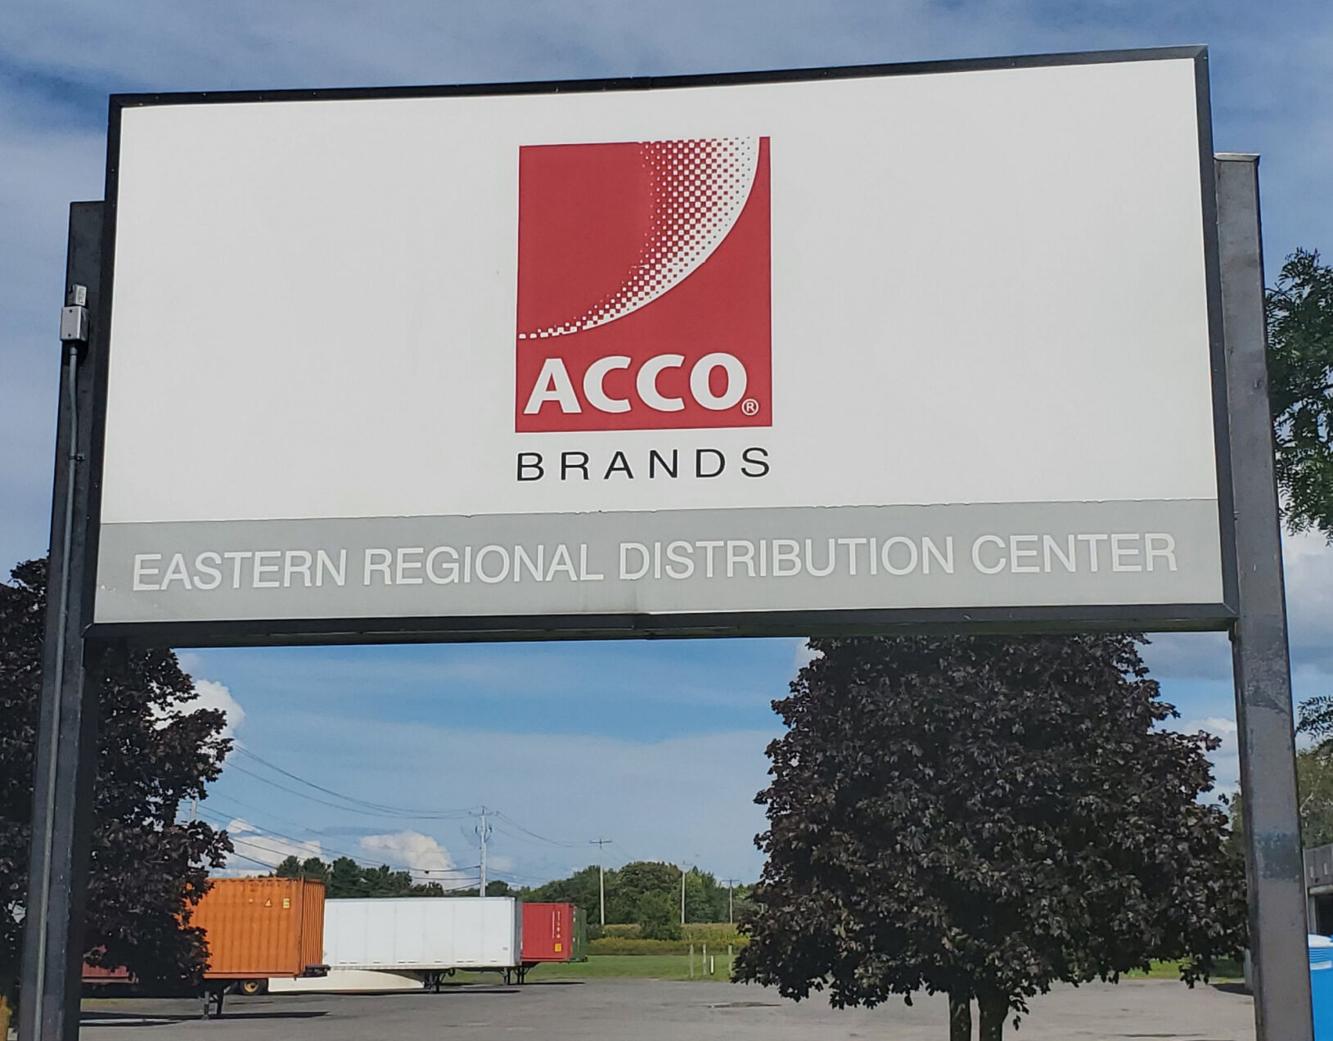 ACCO®
BRANDS
EASTERN REGIONAL DISTRIBUTION CENTER